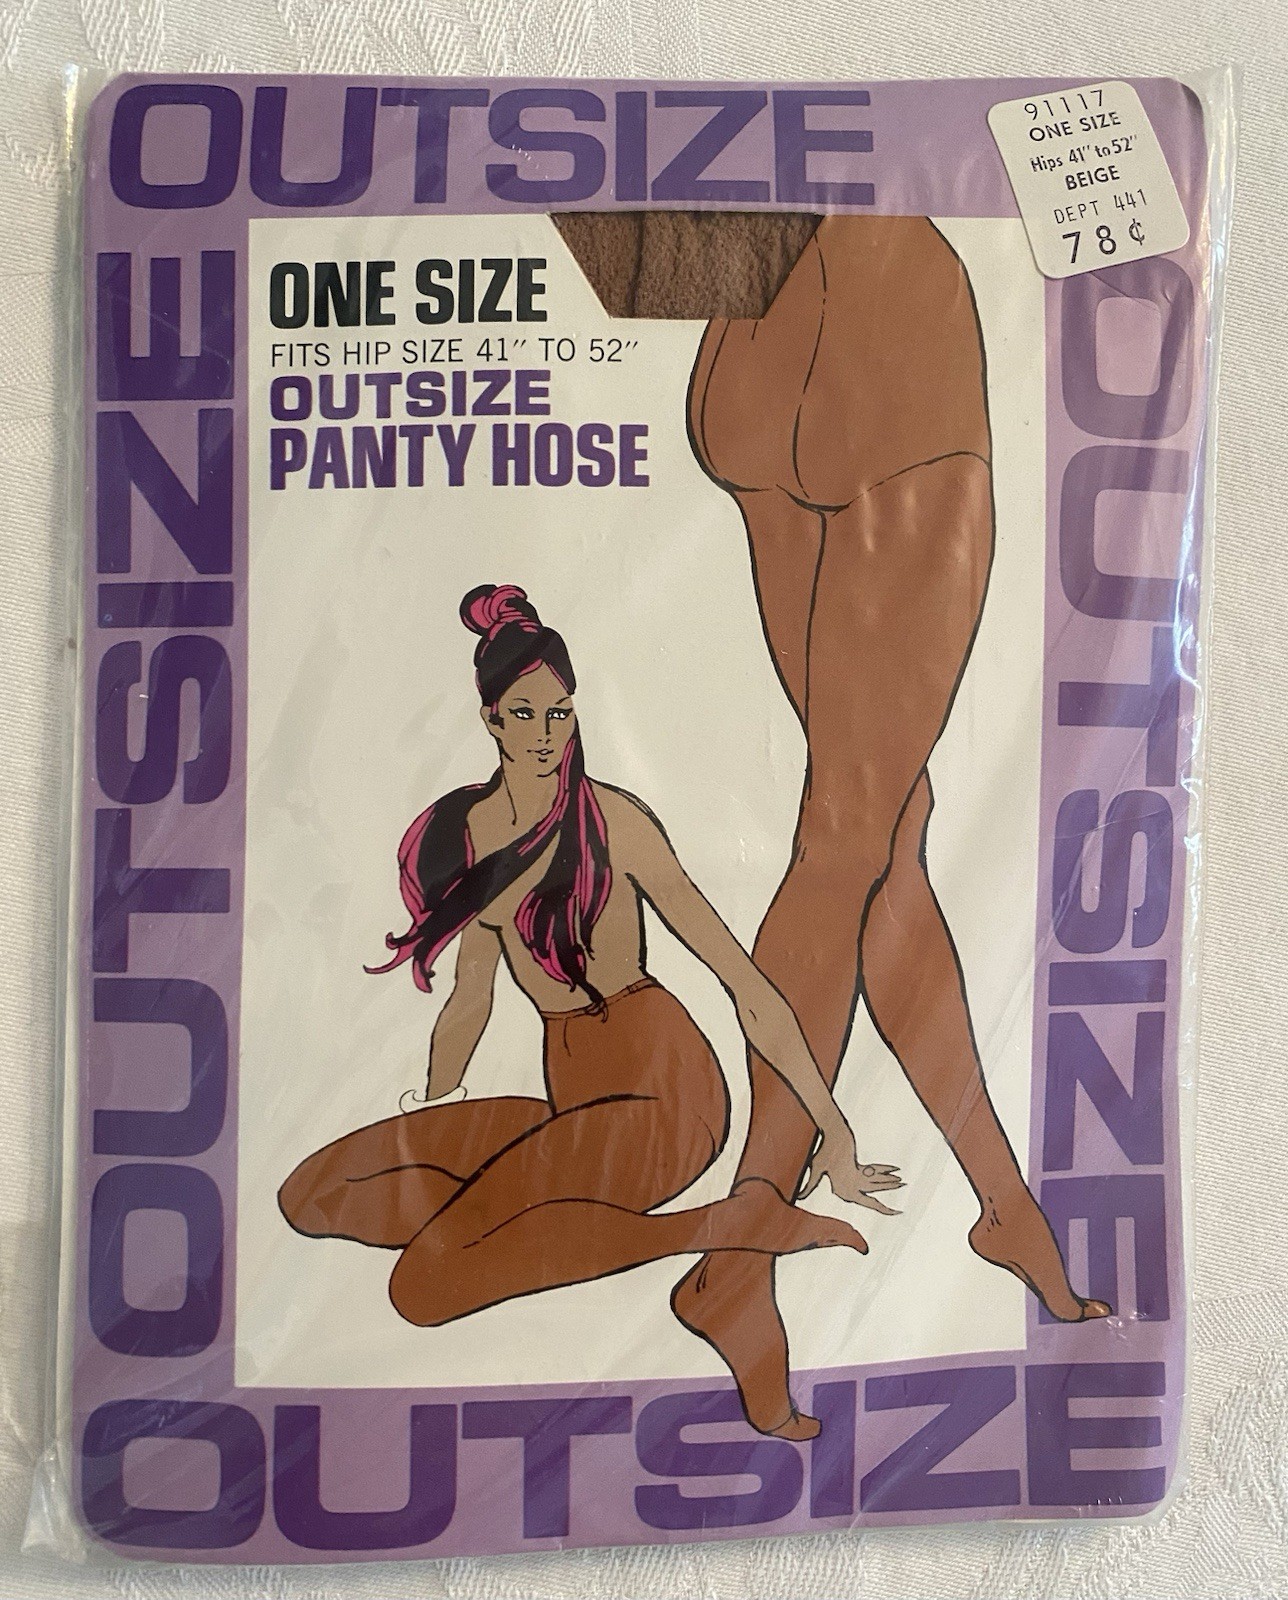 OUTSIZE
91117
ONE SIZE
Hips 41" to 52"
BEIGE
DEPT 441
78¢
ONE SIZE
FITS HIP SIZE 41" TO 52"
OUTSIZE
PANTY HOSE
OUTSIZE
OUTSIZE
OUTSIZE